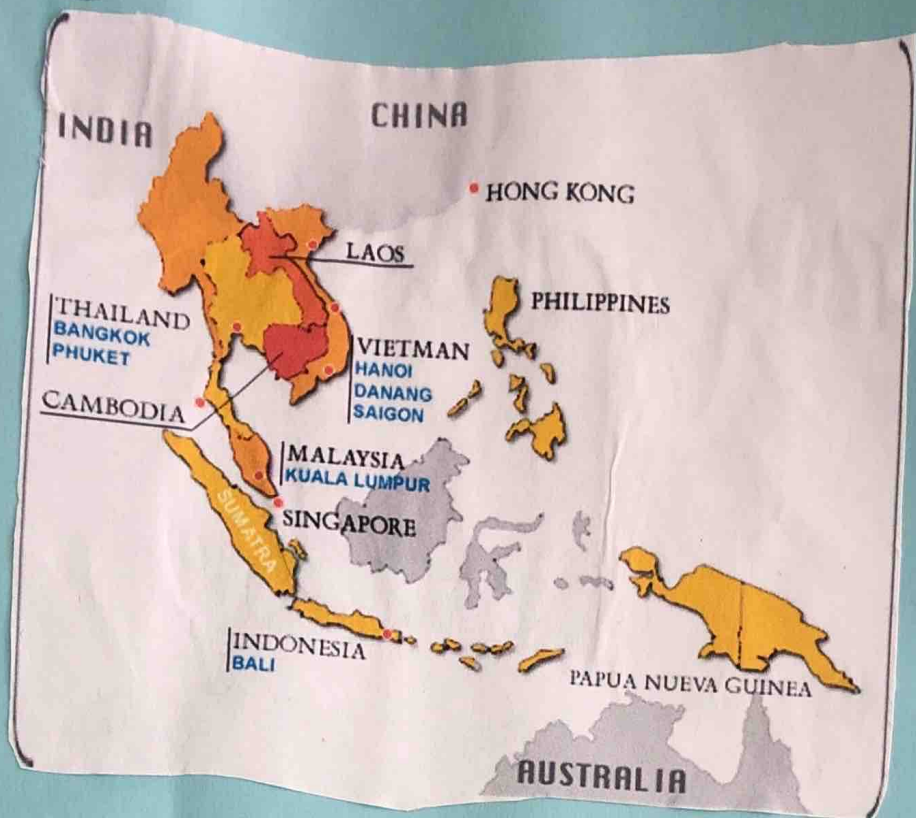 INDIA
CHINA
HONG KONG
LAOS
THAILAND
BANGKOK
PHUKET
PHILIPPINES
VIETMAN
HANOI
DANANG
SAIGON
CAMBODIA
MALAYSIA
KUALA LUMPUR
SINGAPORE
SUMATRA
INDONESIA
BALI
PAPUA NUEVA GUINEA
AUSTRALIA